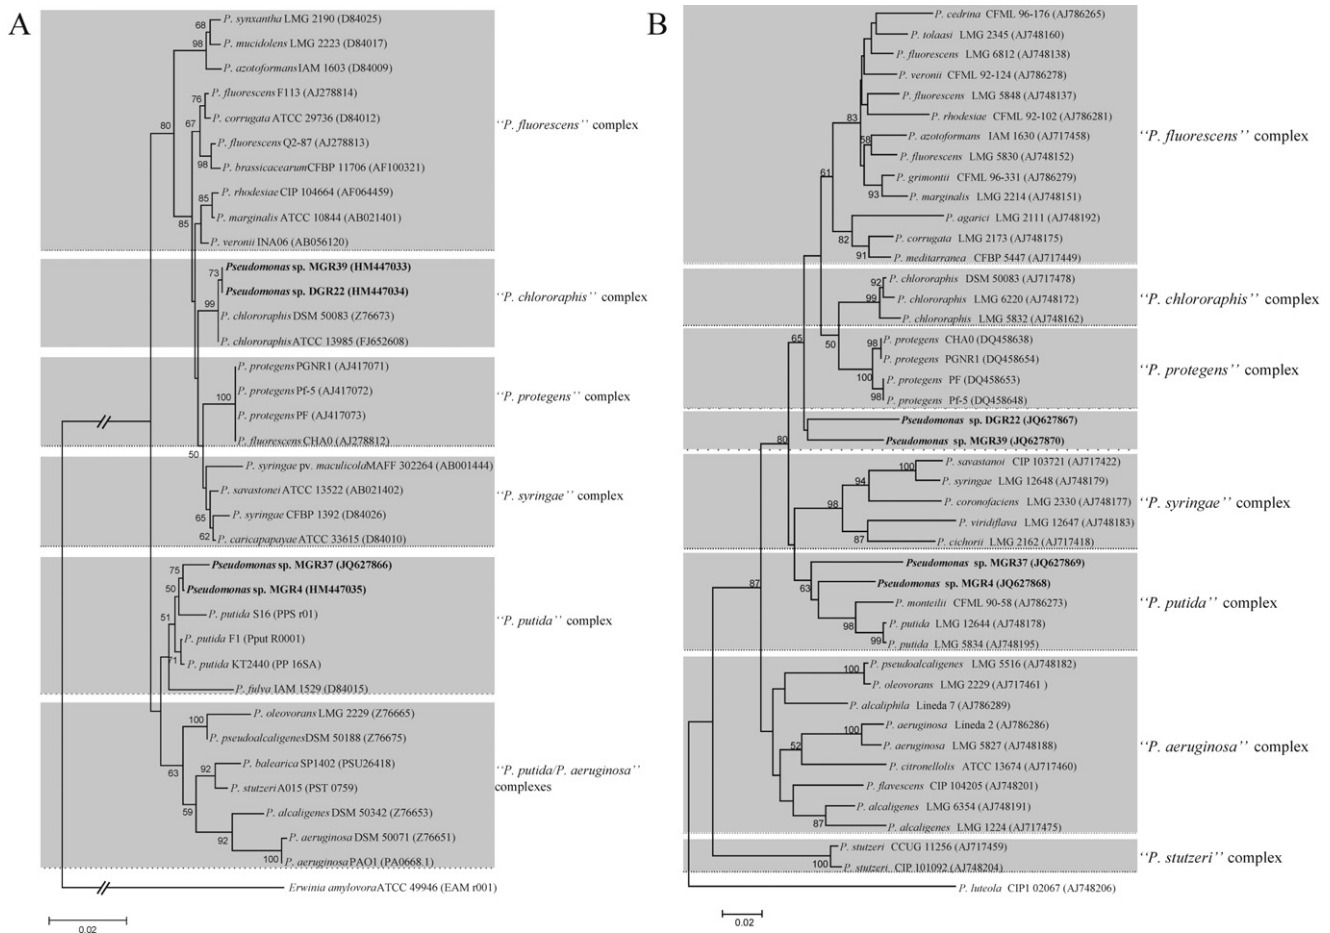 A
68
P. synxantha LMG 2190 (D84025)
98
P. mucidolens LMG 2223 (D84017)
P. azotoformans IAM 1603 (D84009)
80
76
P. fluorescens F113 (AJ278814)
67
P. corrugata ATCC 29736 (D84012)
P. fluorescens Q2-87 (AJ278813)
98
P. brassicacearum CFBP 11706 (AF100321)
85
P. rhodesiae CIP 104664 (AF064459)
85
P. marginalis ATCC 10844 (AB021401)
P. veronii INA06 (AB056120)
"P. fluorescens" complex
73
Pseudomonas sp. MGR39 (HM447033)
Pseudomonas sp. DGR22 (HM447034)
99
P. chlororaphis DSM 50083 (Z76673)
P. chlororaphis ATCC 13985 (FJ652608)
"P. chlororaphis" complex
P. protegens PGNR1 (AJ417071)
P. protegens Pf-5 (AJ417072)
100
P. protegens PF (AJ417073)
P. fluorescens CHA0 (AJ278812)
"P. protegens" complex
50
P. syringae pv. maculicola MAFF 302264 (AB001444)
P. savastonei ATCC 13522 (AB021402)
65
P. syringae CFBP 1392 (D84026)
62
P. caricapapayae ATCC 33615 (D84010)
"P. syringae" complex
75
Pseudomonas sp. MGR37 (JQ627866)
50
Pseudomonas sp. MGR4 (HM447035)
51
P. putida S16 (PPS r01)
P. putida F1 (Pput R0001)
71
P. putida KT2440 (PP 16SA)
P. fulva IAM 1529 (D84015)
"P. putida" complex
100
P. oleovorans LMG 2229 (Z76665)
P. pseudoalcaligenes DSM 50188 (Z76675)
63
92
P. balearica SP1402 (PSU26418)
P. stutzeri A015 (PST 0759)
59
P. alcaligenes DSM 50342 (Z76653)
92
P. aeruginosa DSM 50071 (Z76651)
100
P. aeruginosa PAO1 (PA0668.1)
"P. putida/P. aeruginosa"
complexes
Erwinia amylovora ATCC 49946 (EAM r001)
0.02
B
P. cedrina CFML 96-176 (AJ786265)
P. tolaasi LMG 2345 (AJ748160)
P. fluorescens LMG 6812 (AJ748138)
P. veronii CFML 92-124 (AJ786278)
P. fluorescens LMG 5848 (AJ748137)
83
P. rhodesiae CFML 92-102 (AJ786281)
58
P. azotoformans IAM 1630 (AJ717458)
P. fluorescens LMG 5830 (AJ748152)
61
P. grimontii CFML 96-331 (AJ786279)
93
P. marginalis LMG 2214 (AJ748151)
P. agarici LMG 2111 (AJ748192)
82
P. corrugata LMG 2173 (AJ748175)
91
P. meditarranea CFBP 5447 (AJ717449)
"P. fluorescens" complex
92
P. chlororaphis DSM 50083 (AJ717478)
99
P. chlororaphis LMG 6220 (AJ748172)
P. chlororaphis LMG 5832 (AJ748162)
"P. chlororaphis" complex
65
50
98
P. protegens CHA0 (DQ458638)
P. protegens PGNR1 (DQ458654)
100
P. protegens PF (DQ458653)
98
P. protegens Pf-5 (DQ458648)
"P. protegens" complex
Pseudomonas sp. DGR22 (JQ627867)
80
Pseudomonas sp. MGR39 (JQ627870)
100
P. savastanoi CIP 103721 (AJ717422)
94
P. syringae LMG 12648 (AJ748179)
98
P. coronofaciens LMG 2330 (AJ748177)
P. viridiflava LMG 12647 (AJ748183)
87
P. cichorii LMG 2162 (AJ717418)
"P. syringae" complex
Pseudomonas sp. MGR37 (JQ627869)
87
63
Pseudomonas sp. MGR4 (JQ627868)
P. monteilii CFML 90-58 (AJ786273)
98
P. putida LMG 12644 (AJ748178)
99
P. putida LMG 5834 (AJ748195)
"P. putida" complex
100
P. pseudoalcaligenes LMG 5516 (AJ748182)
P. oleovorans LMG 2229 (AJ717461 )
P. alcaliphila Lineda 7 (AJ786289)
100
P. aeruginosa Lineda 2 (AJ786286)
52
P. aeruginosa LMG 5827 (AJ748188)
P. citronellolis ATCC 13674 (AJ717460)
P. flavescens CIP 104205 (AJ748201)
P. alcaligenes LMG 6354 (AJ748191)
87
P. alcaligenes LMG 1224 (AJ717475)
"P. aeruginosa" complex
P. stutzeri CCUG 11256 (AJ717459)
100
P. stutzeri CIP 101092 (AJ748204)
"P. stutzeri" complex
P. luteola CIP1 02067 (AJ748206)
0.02